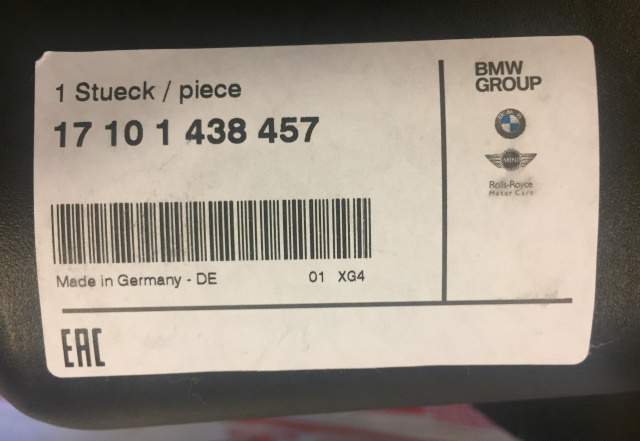 1 Stueck / piece
17 10 1 438 457
Made in Germany - DE
01 XG4
EAC
BMW
GROUP
MINI
Rolls-Royce
Motor Cars